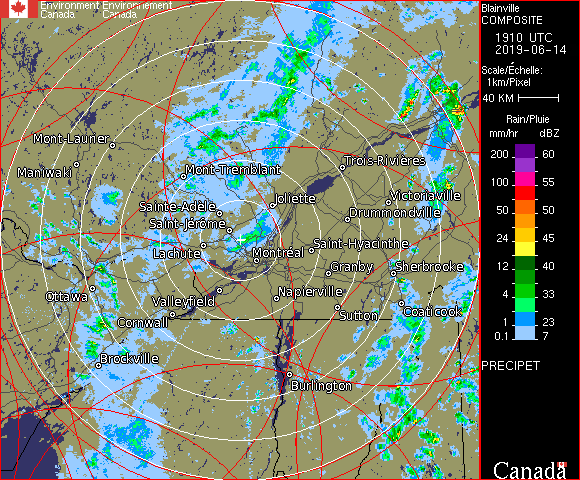 Environment Environnement
Canada Canada
Blainville
COMPOSITE
1910 UTC
2019-06-14
Scale/Échelle:
1km/Pixel
40 KM
Rain/Pluie
mm/hr dBZ
200 60
100 55
50 50
24 45
12 40
4 33
1 23
0.1 7
PRECIPET
Mont-Laurier
Maniwaki
Mont-Tremblant
Trois-Rivières
Sainte-Adèle
Joliette
Victoriaville
Drummondville
Saint-Jérôme
Lachute
Montréal
Saint-Hyacinthe
Granby
Sherbrooke
Ottawa
Valleyfield
Napierville
Cornwall
Sutton
Coaticook
Brockville
Burlington
Canada